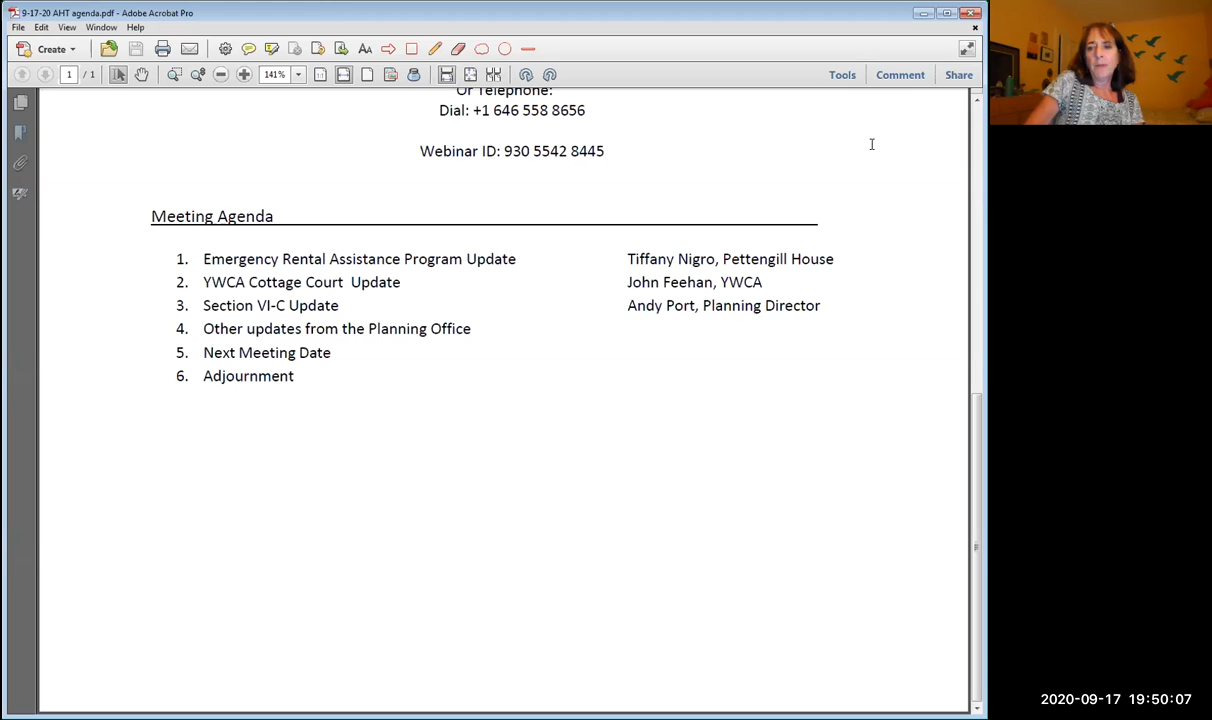 9-17-20 AHT agenda.pdf - Adobe Acrobat Pro
File Edit View Window Help
Create
1 / 1 141% Tools Comment Share
Or Telephone:
Dial: +1 646 558 8656
Webinar ID: 930 5542 8445
Meeting Agenda
1. Emergency Rental Assistance Program Update Tiffany Nigro, Pettengill House
2. YWCA Cottage Court Update John Feehan, YWCA
3. Section VI-C Update Andy Port, Planning Director
4. Other updates from the Planning Office
5. Next Meeting Date
6. Adjournment
2020-09-17 19:50:07